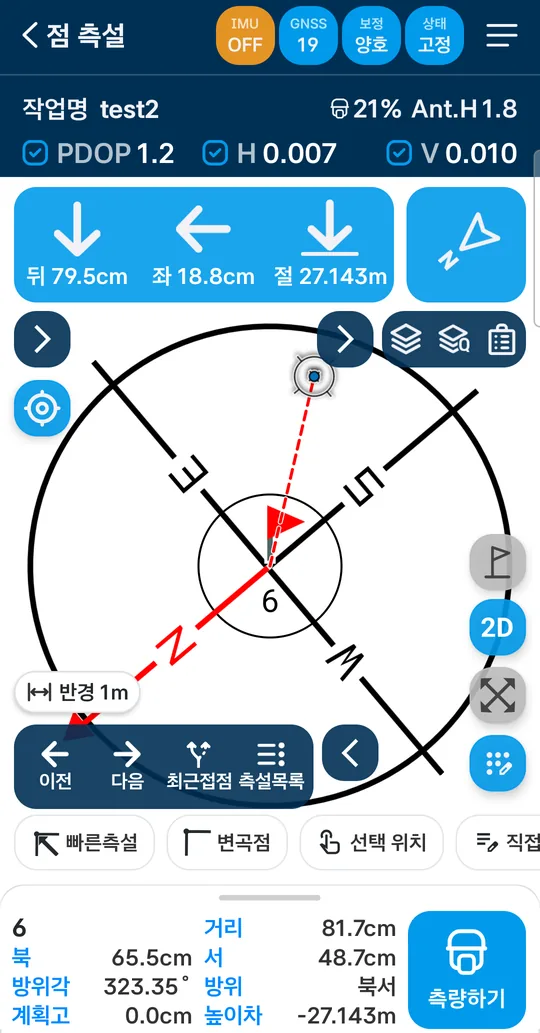 점 측설
IMU OFF
GNSS 19
보정 양호
상태 고정
작업명 test2
21% Ant.H 1.8
PDOP 1.2
H 0.007
V 0.010
뒤 79.5cm
좌 18.8cm
절 27.143m
N
E
S
6
N
W
2D
반경 1m
이전
다음
최근접점
측설목록
빠른측설
변곡점
선택 위치
직접
6
거리 81.7cm
북 65.5cm
서 48.7cm
방위각 323.35°
방위 북서
계획고 0.0cm
높이차 -27.143m
측량하기